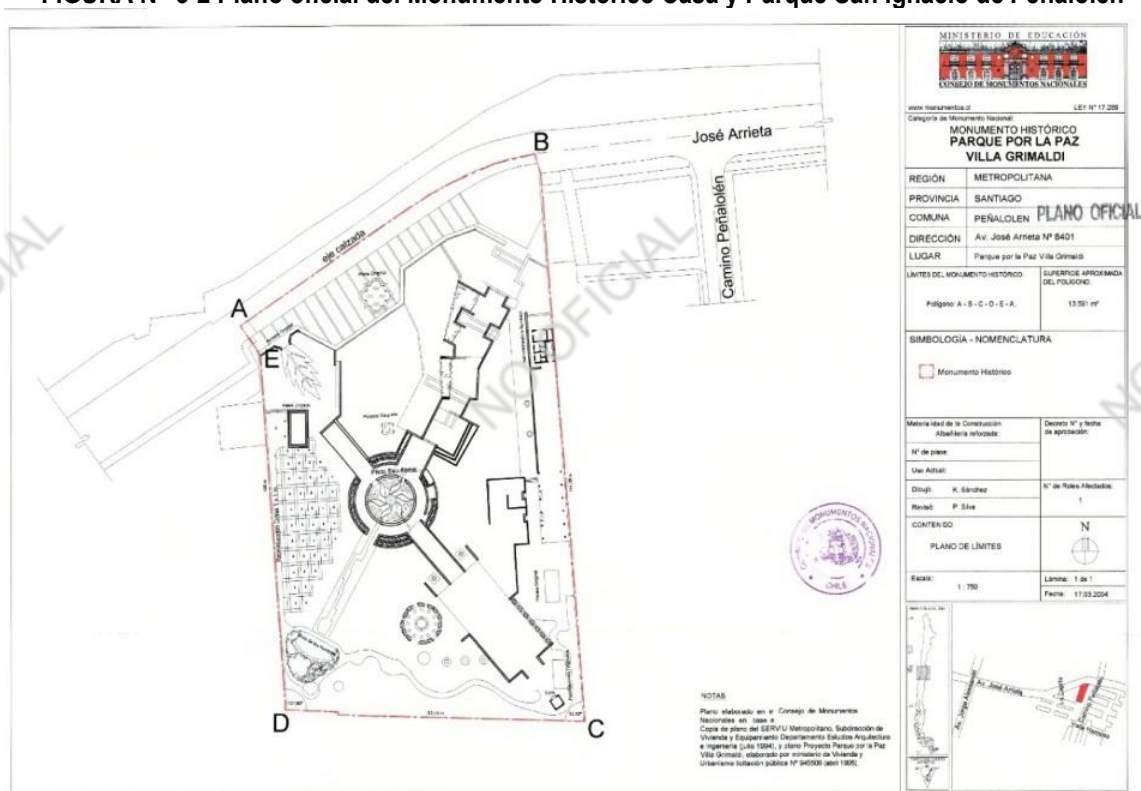 FIGURA N° 6-2 Plano oficial del Monumento Histórico Casa y Parque San Ignacio de Peñalolén
MINISTERIO DE EDUCACIÓN
CONSEJO DE MONUMENTOS NACIONALES
www.monumentos.cl LEY N° 17.288
Categoría de Monumento Nacional:
MONUMENTO HISTÓRICO
PARQUE POR LA PAZ
VILLA GRIMALDI
REGIÓN METROPOLITANA
PROVINCIA SANTIAGO
COMUNA PEÑALOLEN
PLANO OFICIAL
DIRECCIÓN Av. José Arrieta Nº 8401
LUGAR Parque por la Paz Villa Grimaldi
LÍMITES DEL MONUMENTO HISTÓRICO
Polígono: A - B - C - D - E - A.
SUPERFICIE APROXIMADA
DEL POLÍGONO:
13.591 m²
SIMBOLOGÍA - NOMENCLATURA
Monumento Histórico
Materialidad de la Construcción:
Albañilería reforzada
Decreto N° y fecha
de aprobación:
N° de pisos:
Uso Actual:
Dibujó: K. Sánchez
Revisó: P. Silva
N° de Roles Afectados:
1
CONTENIDO
PLANO DE LÍMITES
N
Escala:
1 : 750
Lámina: 1 de 1
Fecha: 17.03.2004
Av. José Arrieta
José Arrieta
Camino Peñalolén
eje calzada
A
B
C
D
E
MONUMENTOS NACIONALES
CHILE
NO OFICIAL
NOTAS
Plano elaborado en el Consejo de Monumentos
Nacionales en base a:
Copia de plano del SERVIU Metropolitano, Subdirección de
Vivienda y Equipamiento Departamento Estudios Arquitectura
e Ingeniería (julio 1994), y plano Proyecto Parque por la Paz
Villa Grimaldi, elaborado por ministerio de Vivienda y
Urbanismo licitación pública